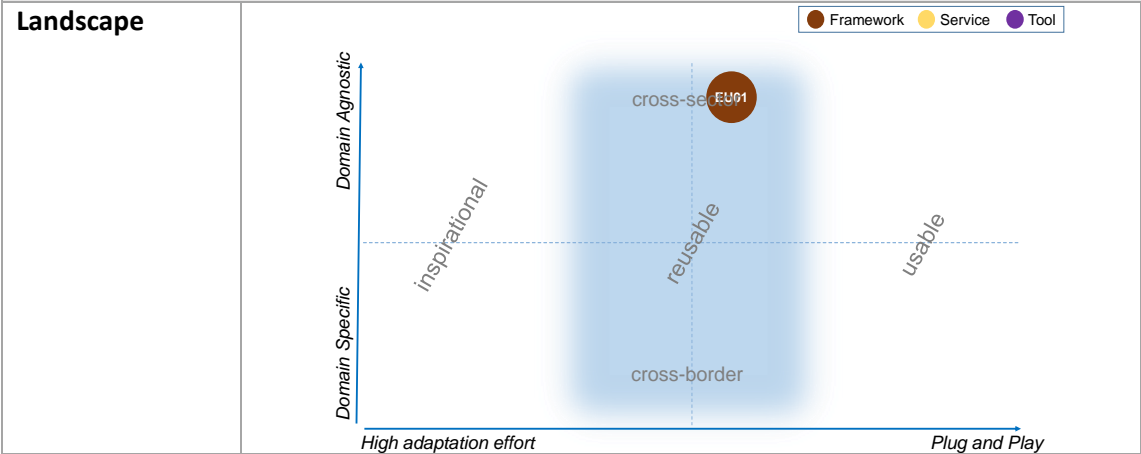 Landscape
Framework Service Tool
Domain Agnostic
cross-sector
EU01
inspirational
reusable
usable
Domain Specific
cross-border
High adaptation effort
Plug and Play